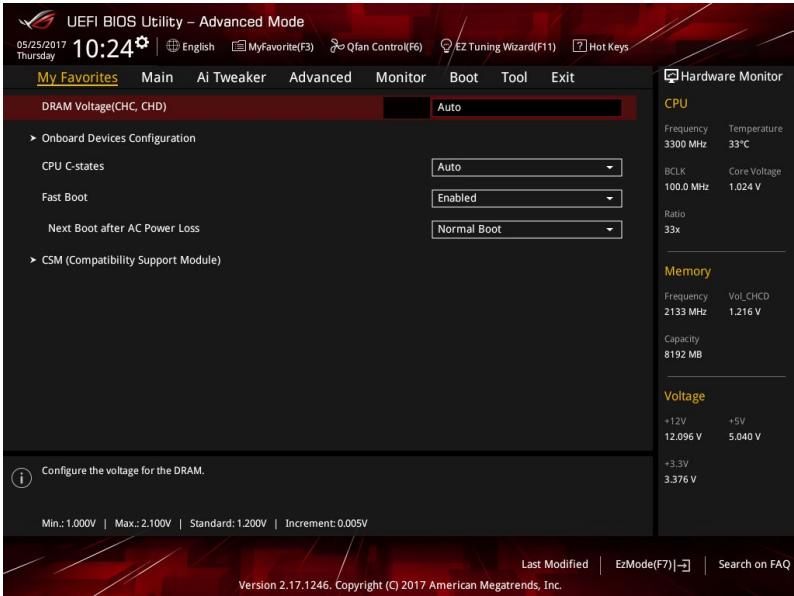 UEFI BIOS Utility – Advanced Mode
05/25/2017
Thursday
10:24
English
MyFavorite(F3)
Qfan Control(F6)
EZ Tuning Wizard(F11)
? Hot Keys
My Favorites Main Ai Tweaker Advanced Monitor Boot Tool Exit
DRAM Voltage(CHC, CHD) Auto
> Onboard Devices Configuration
CPU C-states Auto
Fast Boot Enabled
Next Boot after AC Power Loss Normal Boot
> CSM (Compatibility Support Module)
i Configure the voltage for the DRAM.
Min.: 1.000V | Max.: 2.100V | Standard: 1.200V | Increment: 0.005V
Hardware Monitor
CPU
Frequency Temperature
3300 MHz 33°C
BCLK Core Voltage
100.0 MHz 1.024 V
Ratio
33x
Memory
Frequency Vol_CHCD
2133 MHz 1.216 V
Capacity
8192 MB
Voltage
+12V +5V
12.096 V 5.040 V
+3.3V
3.376 V
Last Modified | EzMode(F7) | Search on FAQ
Version 2.17.1246. Copyright (C) 2017 American Megatrends, Inc.